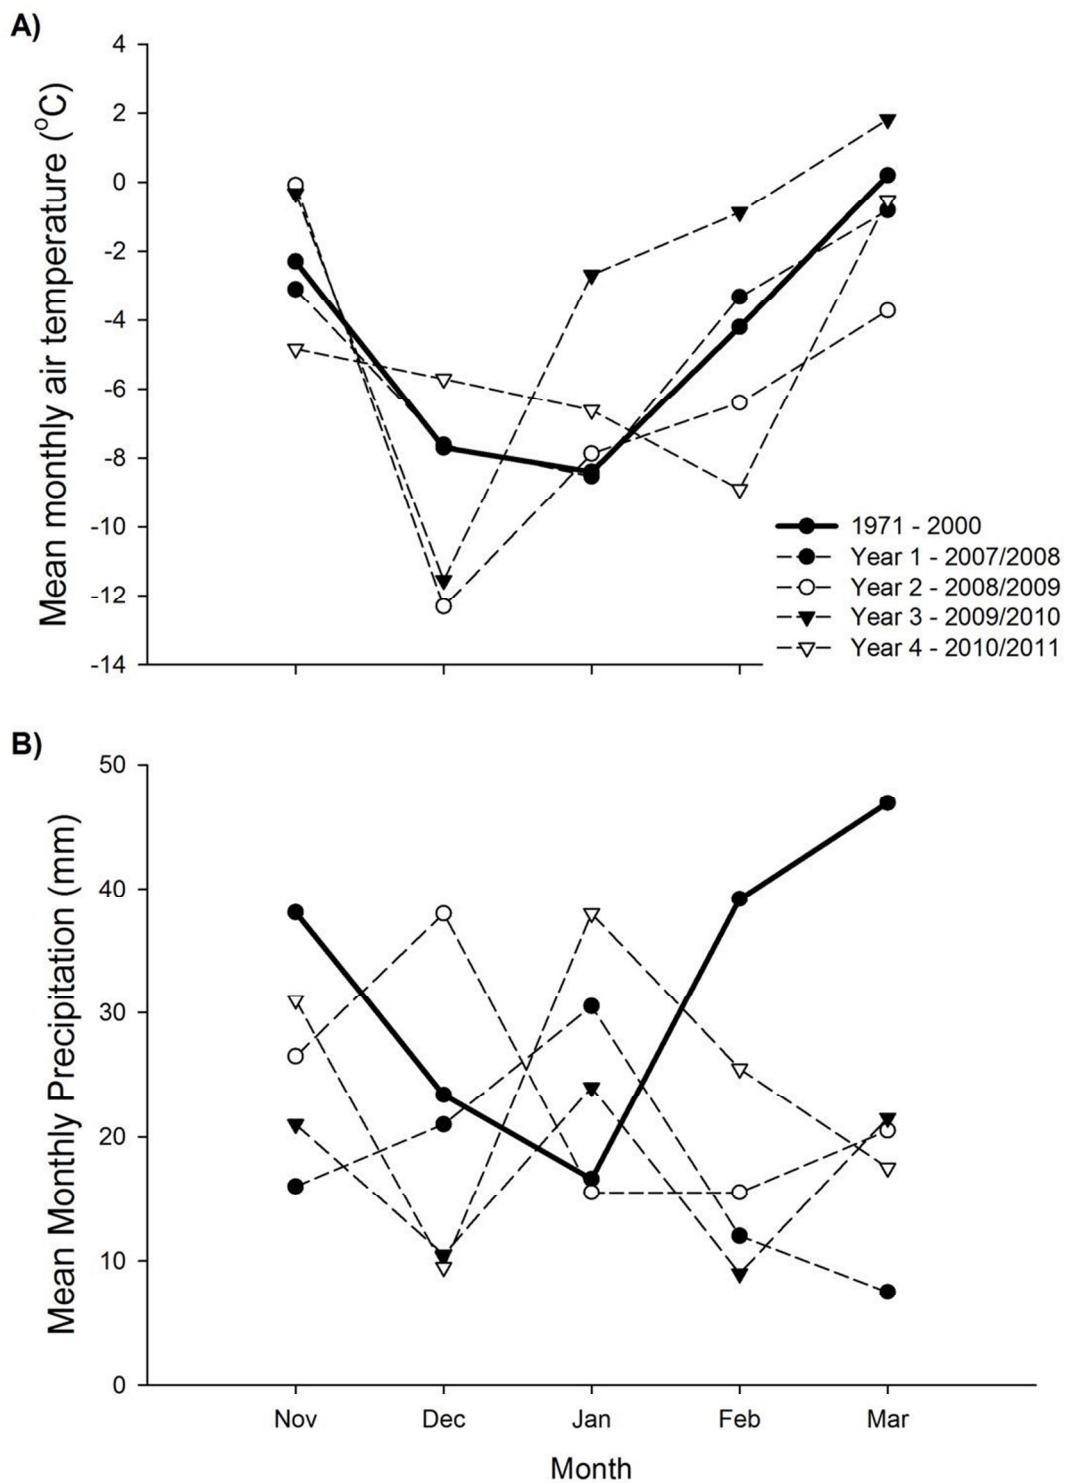 A)
Mean monthly air temperature (°C)
4
2
0
-2
-4
-6
-8
-10
-12
-14
1971 - 2000
Year 1 - 2007/2008
Year 2 - 2008/2009
Year 3 - 2009/2010
Year 4 - 2010/2011
B)
Mean Monthly Precipitation (mm)
50
40
30
20
10
0
Nov Dec Jan Feb Mar
Month